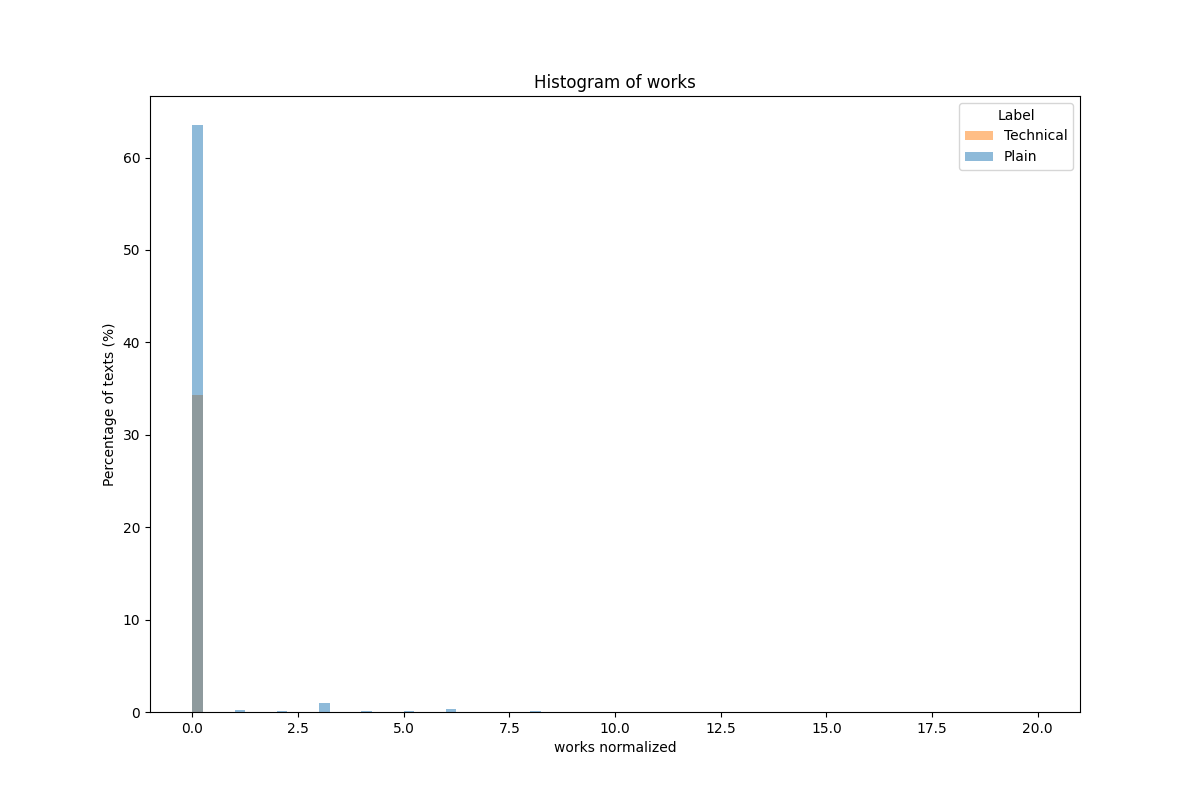 Histogram of works
Label
Technical
Plain
60
50
40
30
20
10
0
Percentage of texts (%)
0.0 2.5 5.0 7.5 10.0 12.5 15.0 17.5 20.0
works normalized